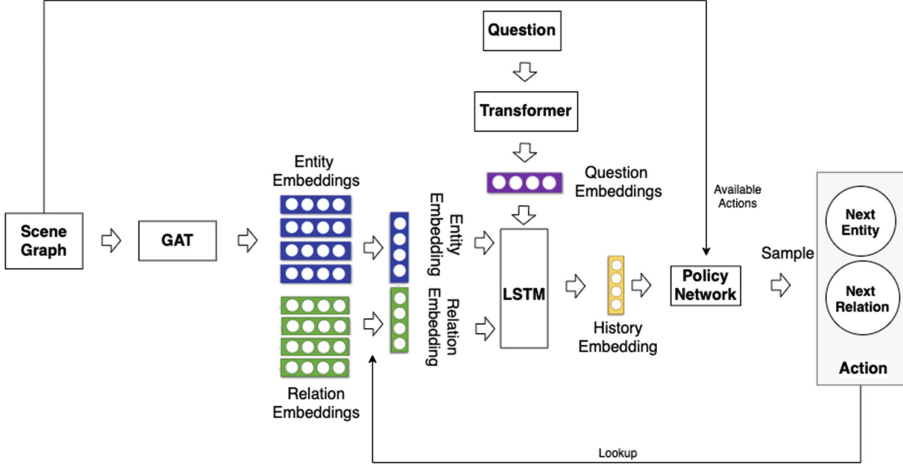 Question
Transformer
Question
Embeddings
Entity
Embeddings
Scene
Graph
GAT
Entity
Embedding
Relation
Embedding
LSTM
History
Embedding
Available
Actions
Policy
Network
Sample
Next
Entity
Next
Relation
Action
Relation
Embeddings
Lookup